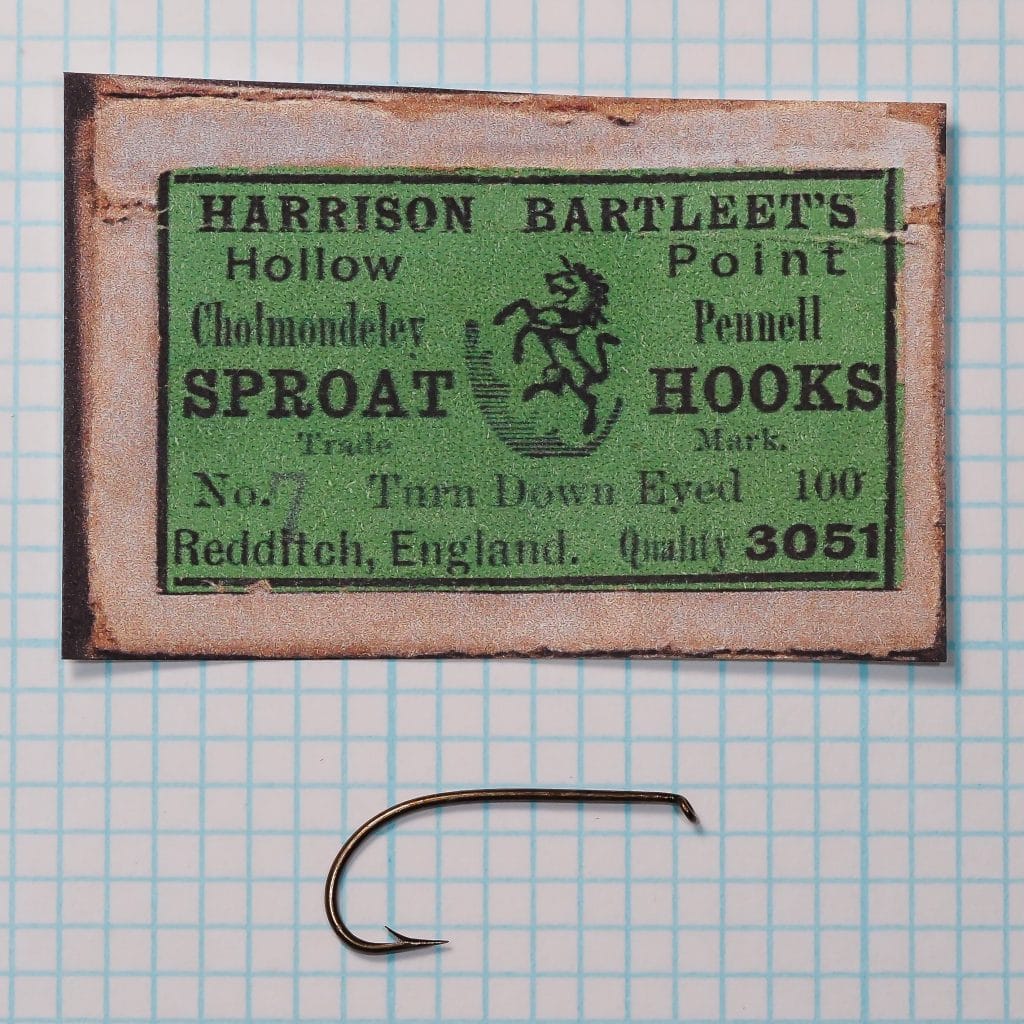 HARRISON BARTLEET'S
Hollow Point
Cholmondeley Pennell
SPROAT HOOKS
Trade Mark.
No. 7 Turn Down Eyed 100
Redditch, England. Quality 3051